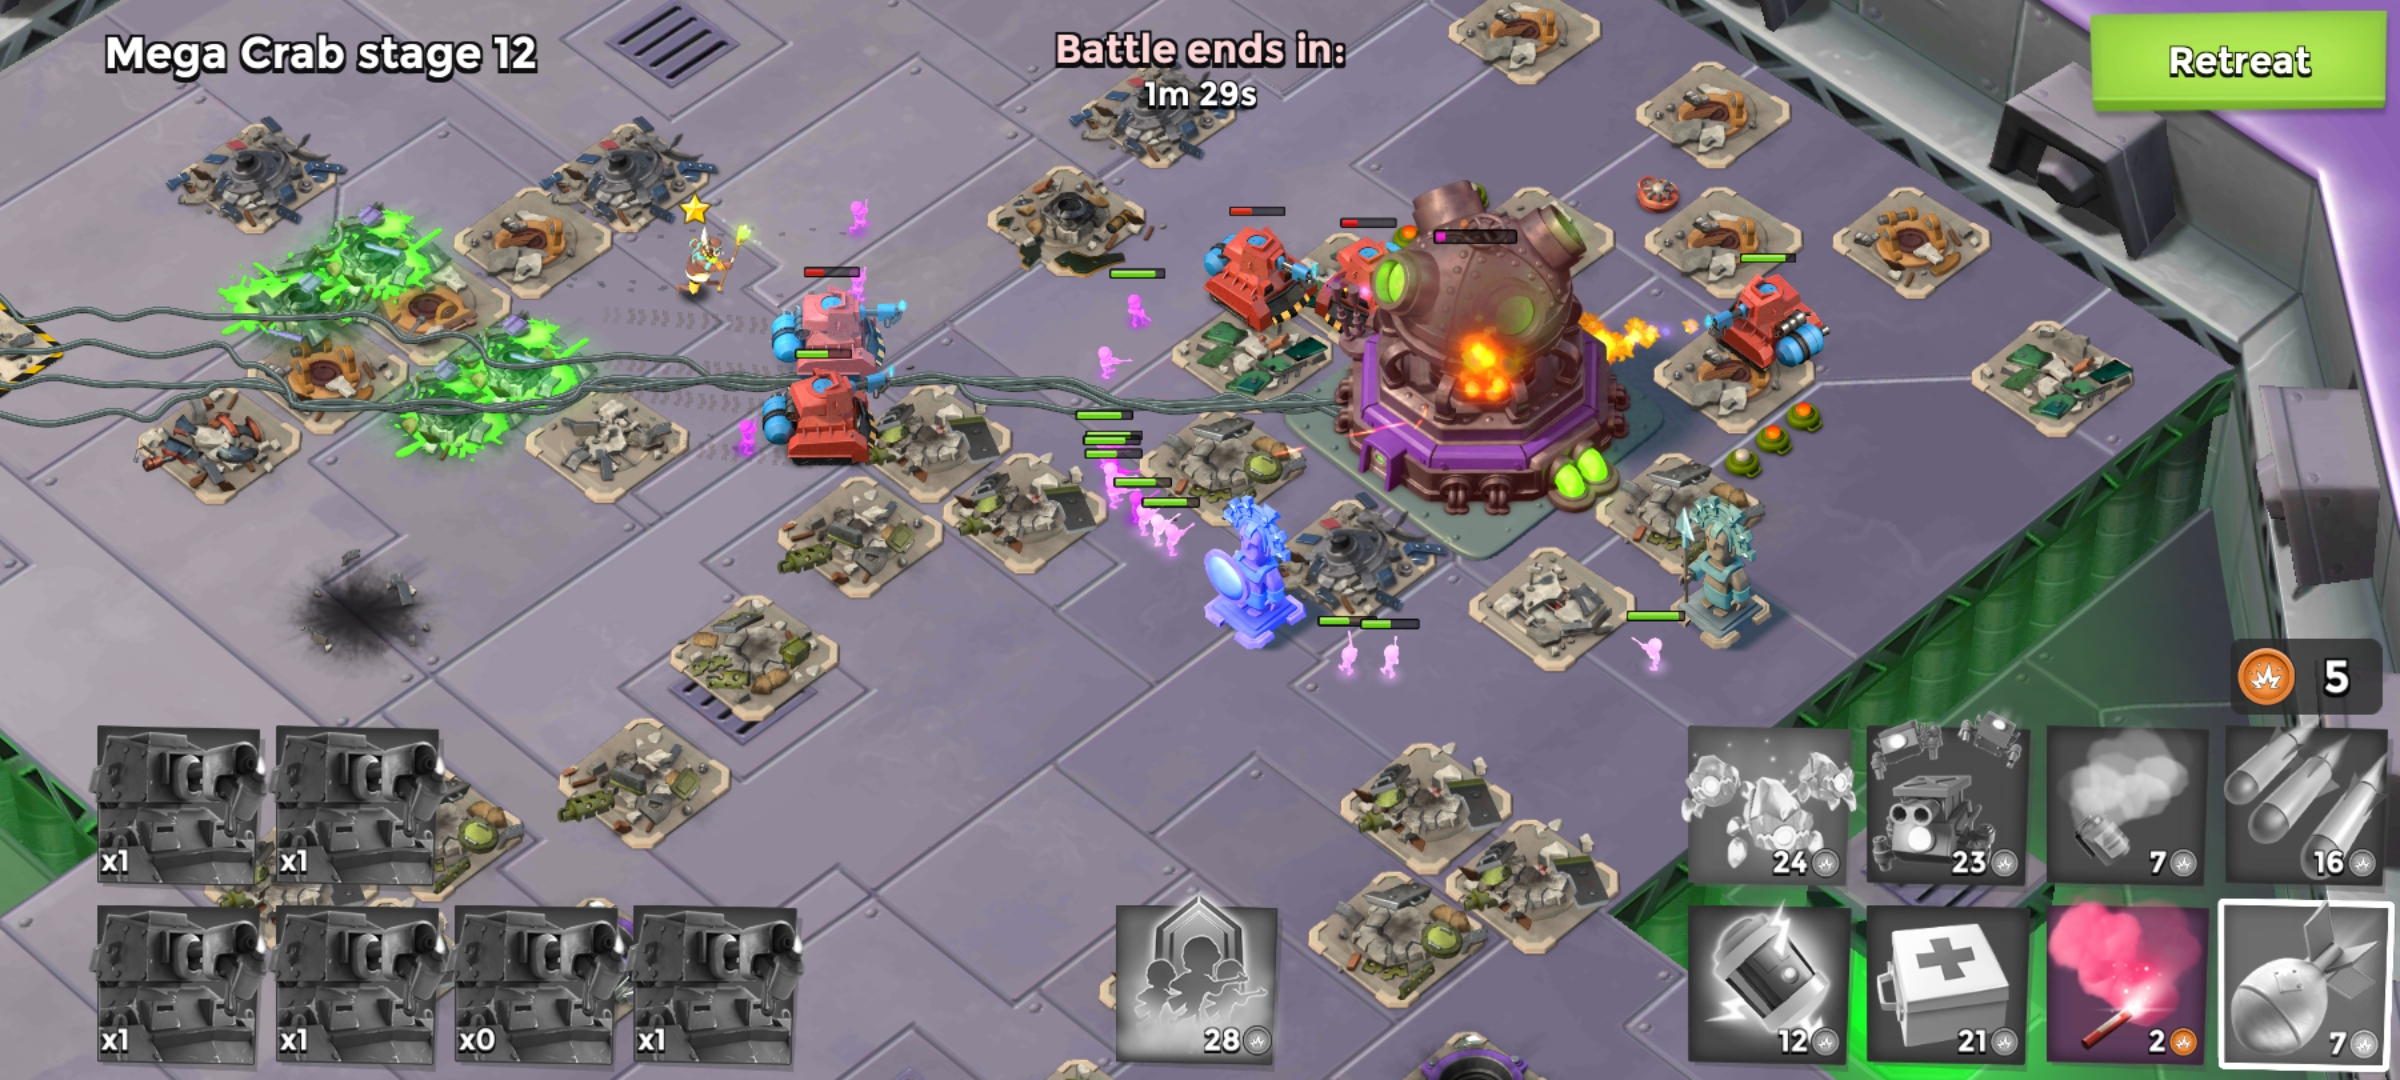 Mega Crab stage 12
Battle ends in:
1m 29s
Retreat
5
x1
x1
24
23
7
16
x1
x1
x0
x1
28
12
21
2
7